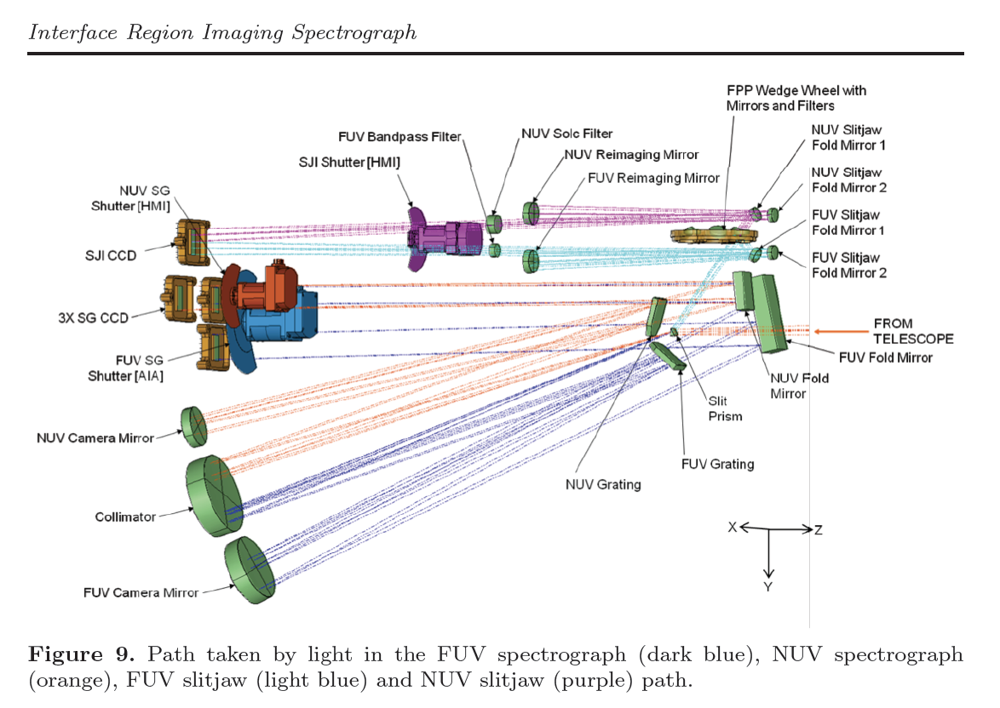 Interface Region Imaging Spectrograph
FPP Wedge Wheel with
Mirrors and Filters
FUV Bandpass Filter
NUV Solc Filter
NUV Slitjaw
Fold Mirror 1
SJI Shutter [HMI]
NUV Reimaging Mirror
FUV Reimaging Mirror
NUV Slitjaw
Fold Mirror 2
NUV SG
Shutter [HMI]
FUV Slitjaw
Fold Mirror 1
SJI CCD
FUV Slitjaw
Fold Mirror 2
3X SG CCD
FROM
TELESCOPE
FUV SG
Shutter [AIA]
FUV Fold Mirror
NUV Fold
Mirror
Slit
Prism
NUV Camera Mirror
FUV Grating
NUV Grating
Collimator
X
Z
Y
FUV Camera Mirror
Figure 9. Path taken by light in the FUV spectrograph (dark blue), NUV spectrograph
(orange), FUV slitjaw (light blue) and NUV slitjaw (purple) path.